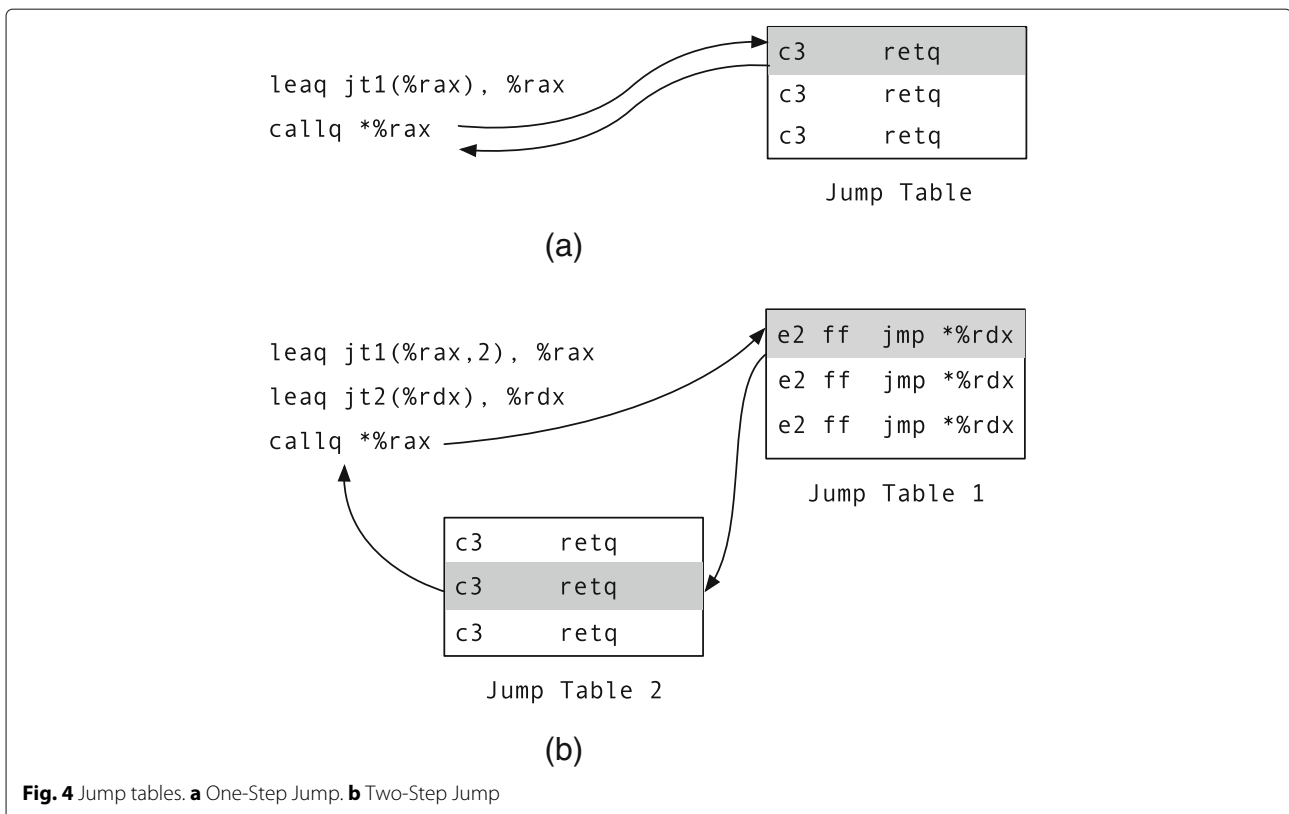 leaq jt1(%rax), %rax
callq *%rax
c3 retq
c3 retq
c3 retq
Jump Table
(a)
leaq jt1(%rax,2), %rax
leaq jt2(%rdx), %rdx
callq *%rax
e2 ff jmp *%rdx
e2 ff jmp *%rdx
e2 ff jmp *%rdx
Jump Table 1
c3 retq
c3 retq
c3 retq
Jump Table 2
(b)
Fig. 4 Jump tables. a One-Step Jump. b Two-Step Jump